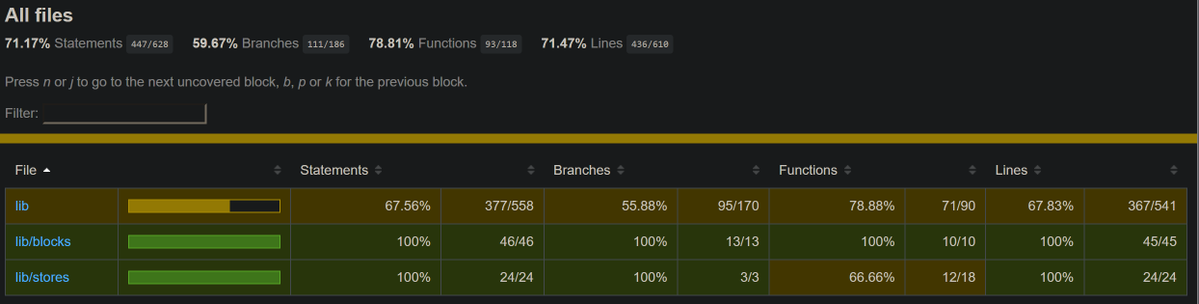 All files
71.17% Statements 447/628 59.67% Branches 111/186 78.81% Functions 93/118 71.47% Lines 436/610
Press n or j to go to the next uncovered block, b, p or k for the previous block.
Filter:
File Statements Branches Functions Lines
lib 67.56% 377/558 55.88% 95/170 78.88% 71/90 67.83% 367/541
lib/blocks 100% 46/46 100% 13/13 100% 10/10 100% 45/45
lib/stores 100% 24/24 100% 3/3 66.66% 12/18 100% 24/24